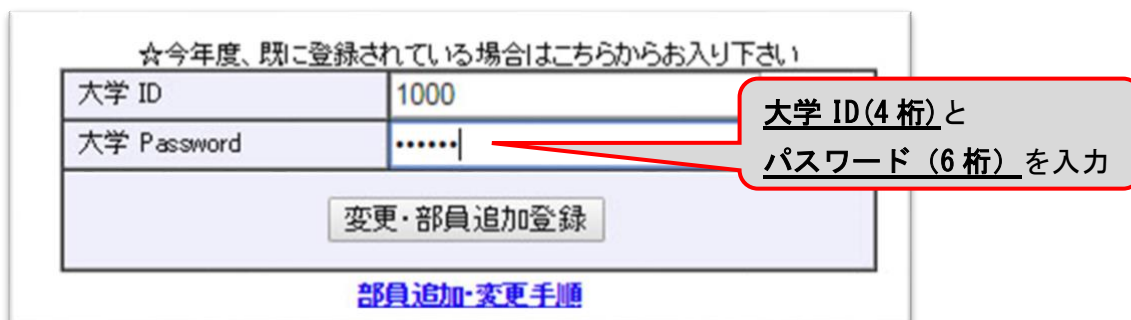 ☆今年度、既に登録されている場合はこちらからお入り下さい
大学 ID
1000
大学 Password
••••••
大学 ID(4 桁)と
パスワード（6 桁）を入力
変更・部員追加登録
部員追加・変更手順